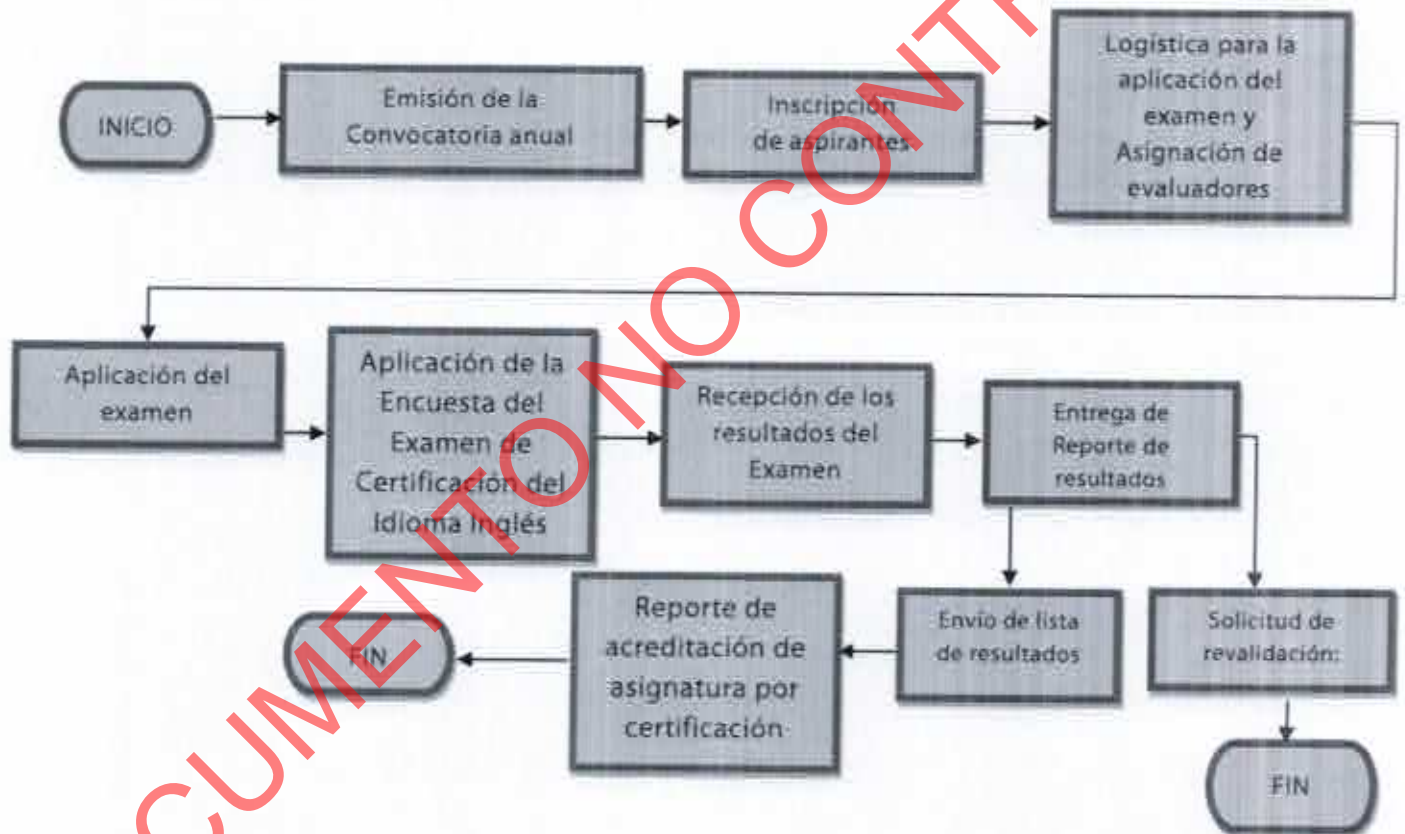 INICIO
Emisión de la
Convocatoria anual
Inscripción
de aspirantes
Logística para la
aplicación del
examen y
Asignación de
evaluadores
Aplicación del
examen
Aplicación de la
Encuesta del
Examen de
Certificación del
Idioma Inglés
Recepción de los
resultados del
Examen
Entrega de
Reporte de
resultados
Envío de lista
de resultados
Solicitud de
revalidación:
Reporte de
acreditación de
asignatura por
certificación
FIN
FIN
CUMENTO NO CONT